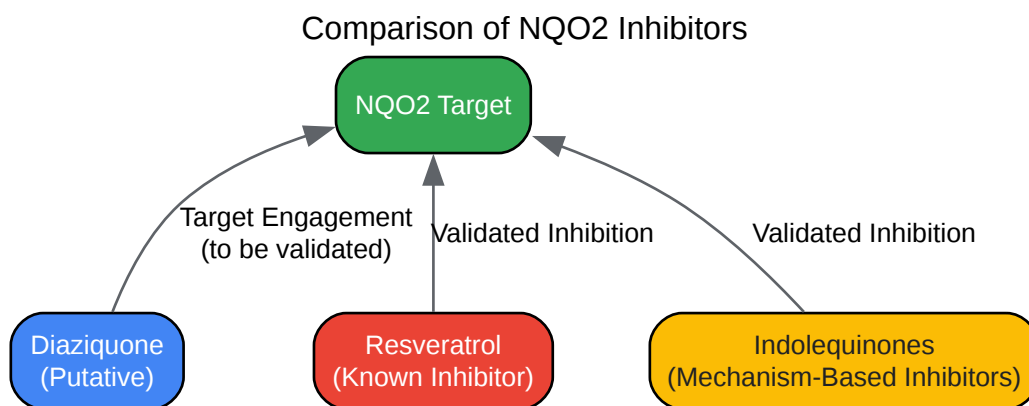 Comparison of NQO2 Inhibitors
NQO2 Target
Target Engagement
(to be validated)
Validated Inhibition
Validated Inhibition
Diaziquone
(Putative)
Resveratrol
(Known Inhibitor)
Indolequinones
(Mechanism-Based Inhibitors)